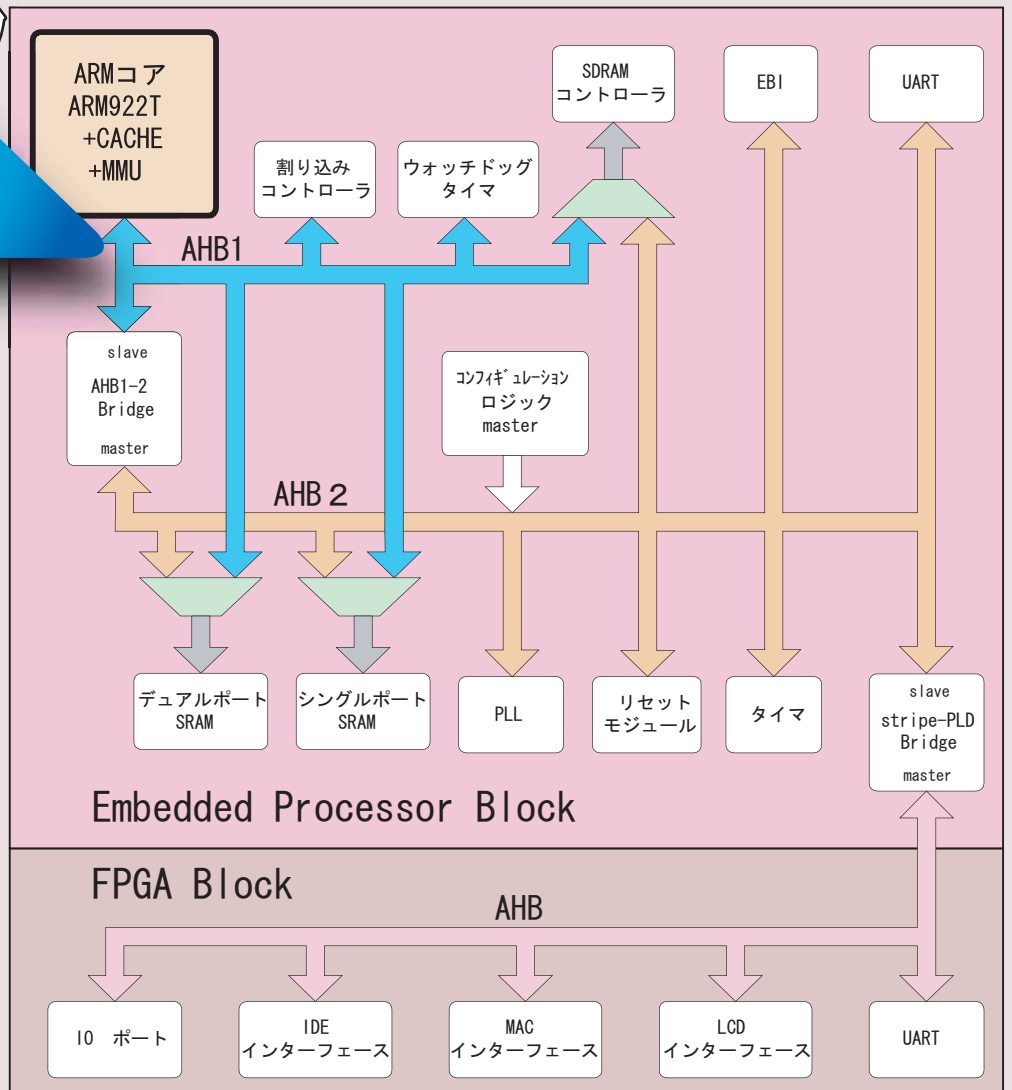 ARMコア
ARM922T
+CACHE
+MMU
割り込み
コントローラ
ウォッチドッグ
タイマ
SDRAM
コントローラ
EBI
UART
AHB1
slave
AHB1-2
Bridge
master
コンフィギュレーション
ロジック
master
AHB２
デュアルポート
SRAM
シングルポート
SRAM
PLL
リセット
モジュール
タイマ
slave
stripe-PLD
Bridge
master
Embedded Processor Block
FPGA Block
AHB
IO ポート
IDE
インターフェース
MAC
インターフェース
LCD
インターフェース
UART